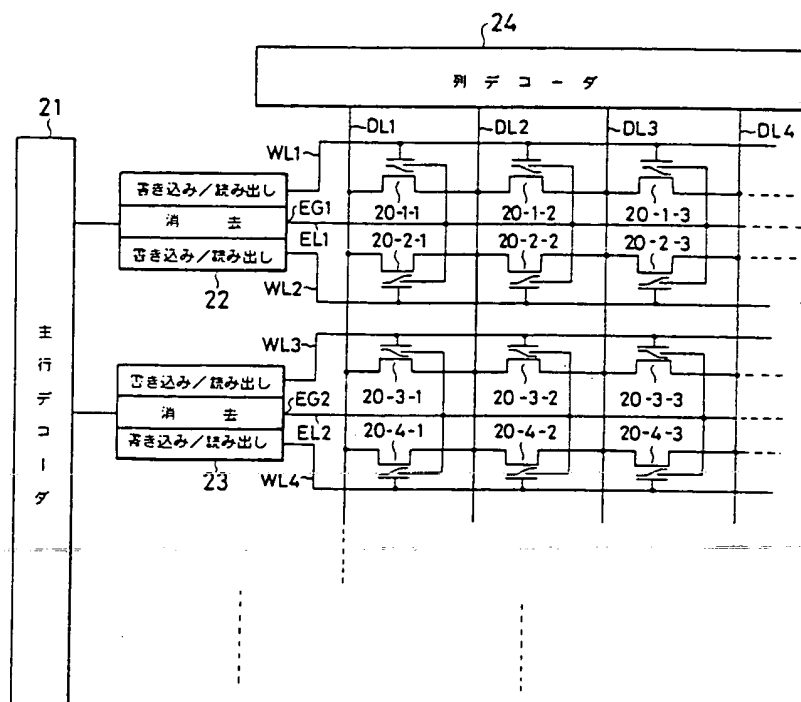 24
列デコーダ
21
DL1 DL2 DL3 DL4
WL1
書き込み/読み出し
消 去
書き込み/読み出し
EG1
EL1
22
WL2
20-1-1 20-1-2 20-1-3
20-2-1 20-2-2 20-2-3
主行デコーダ
WL3
書き込み/読み出し
消 去
書き込み/読み出し
EG2
EL2
23
WL4
20-3-1 20-3-2 20-3-3
20-4-1 20-4-2 20-4-3